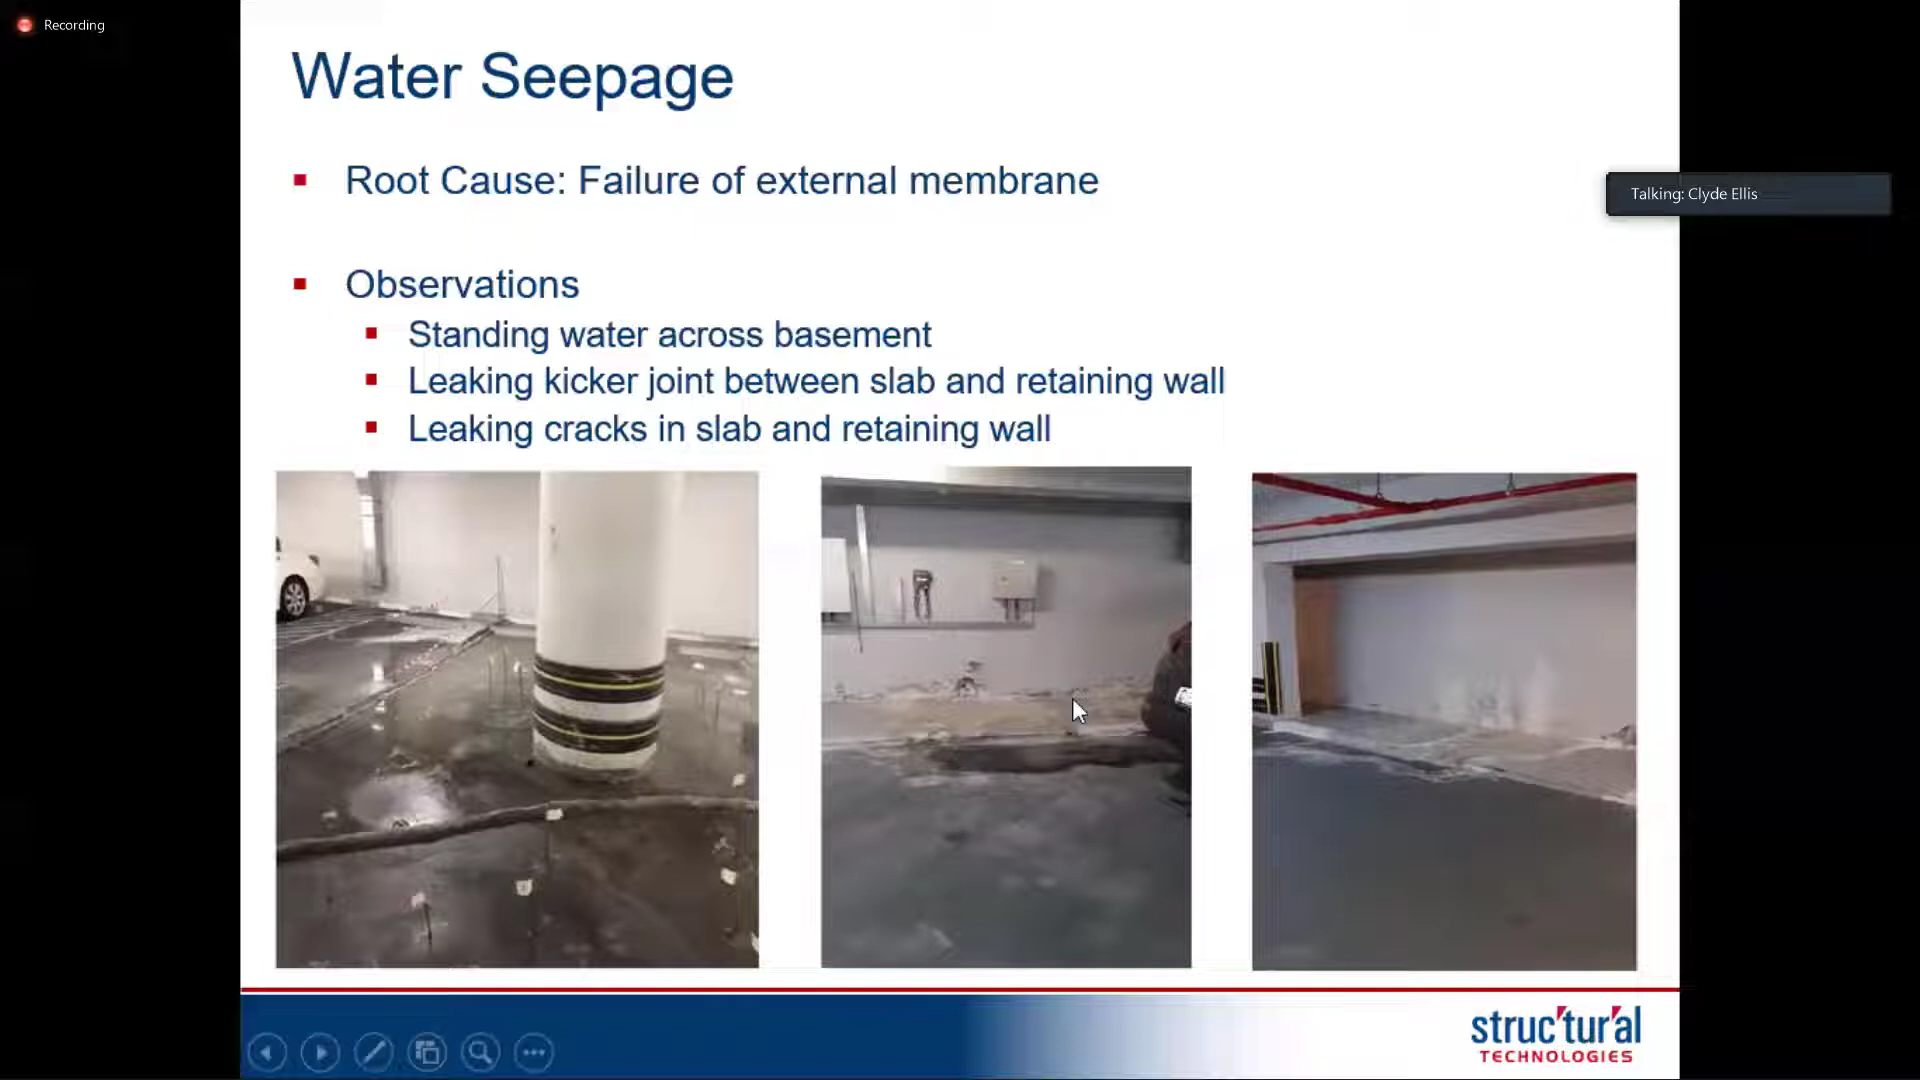 Recording
Water Seepage
Root Cause: Failure of external membrane
Talking: Clyde Ellis
Observations
Standing water across basement
Leaking kicker joint between slab and retaining wall
Leaking cracks in slab and retaining wall
struc'tur'al
TECHNOLOGIES